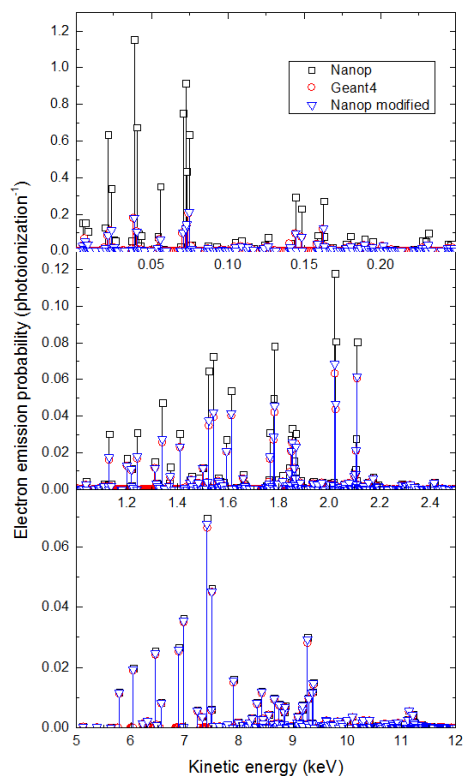 Electron emission probability (photoionization-1)
1.2
1.0
0.8
0.6
0.4
0.2
0.0
Nanop
Geant4
Nanop modified
0.05 0.10 0.15 0.20
0.12
0.10
0.08
0.06
0.04
0.02
0.00
1.2 1.4 1.6 1.8 2.0 2.2 2.4
0.06
0.04
0.02
0.00
5 6 7 8 9 10 11 12
Kinetic energy (keV)